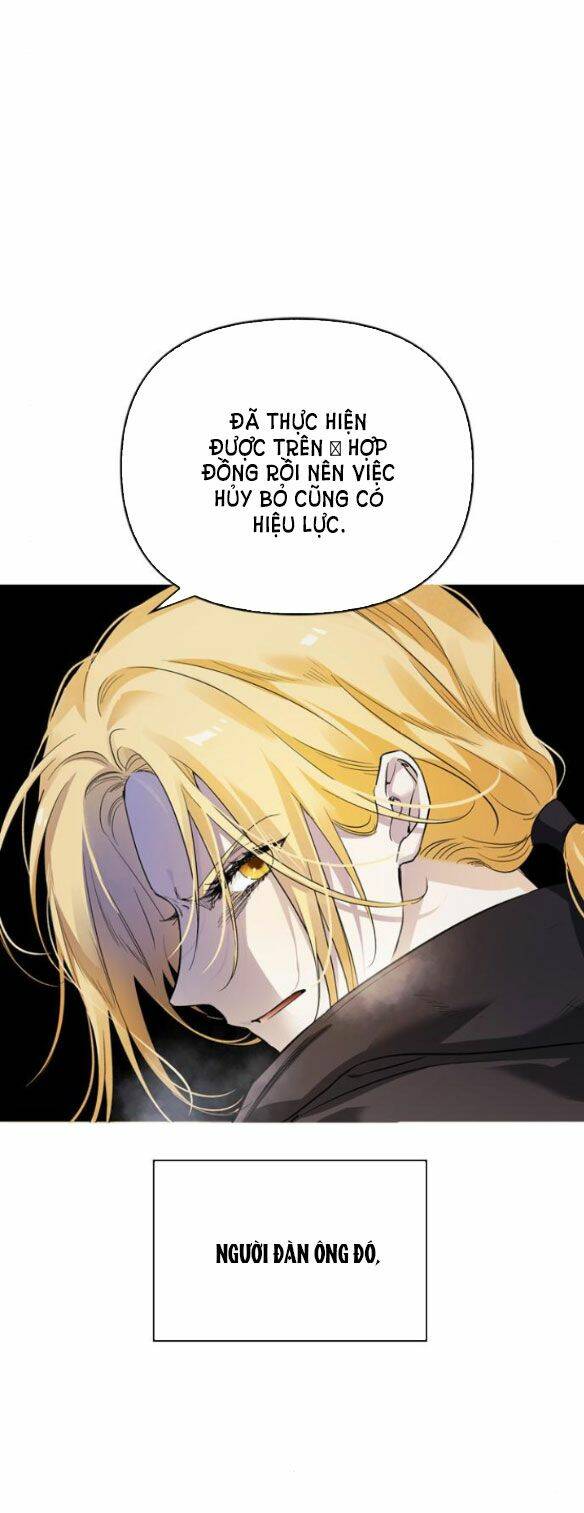 ĐÃ THỰC HIỆN
ĐƯỢC TRÊN HỢP
ĐỒNG RỒI NÊN VIỆC
HỦY BỎ CŨNG CÓ
HIỆU LỰC.
NGƯỜI ĐÀN ÔNG ĐÓ,